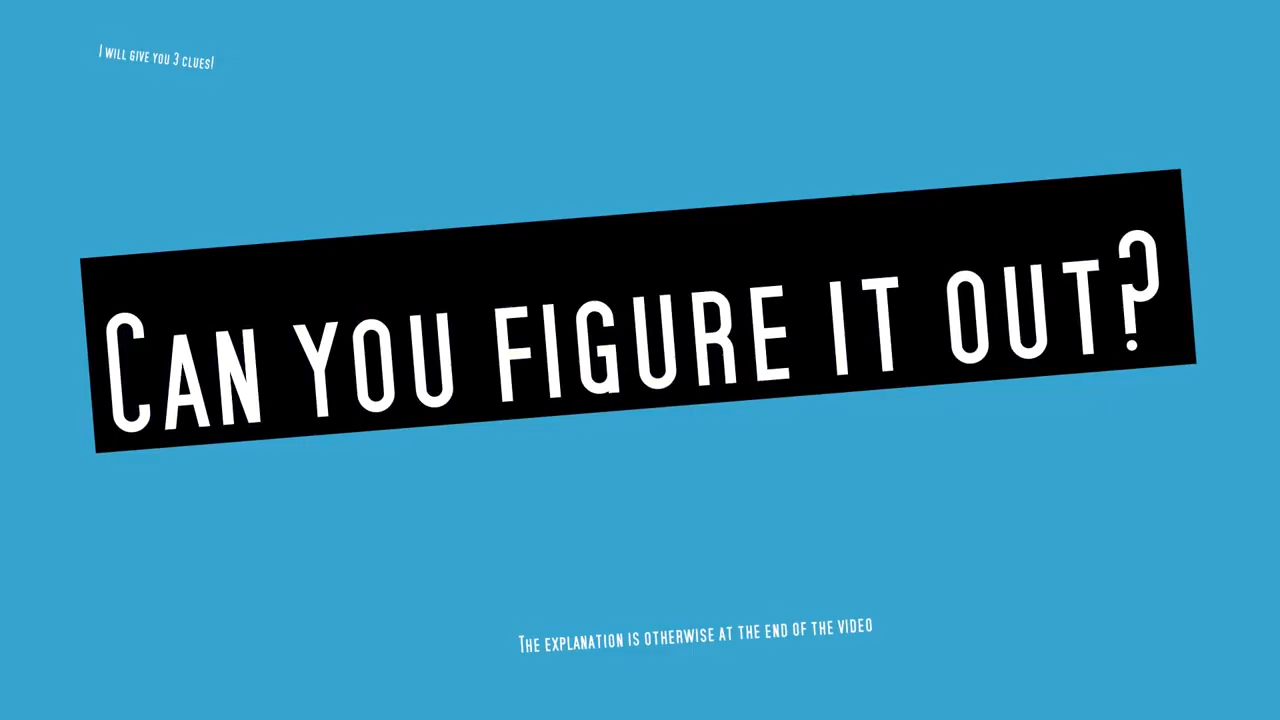 I will give you 3 clues!
Can you figure it out?
The explanation is otherwise at the end of the video